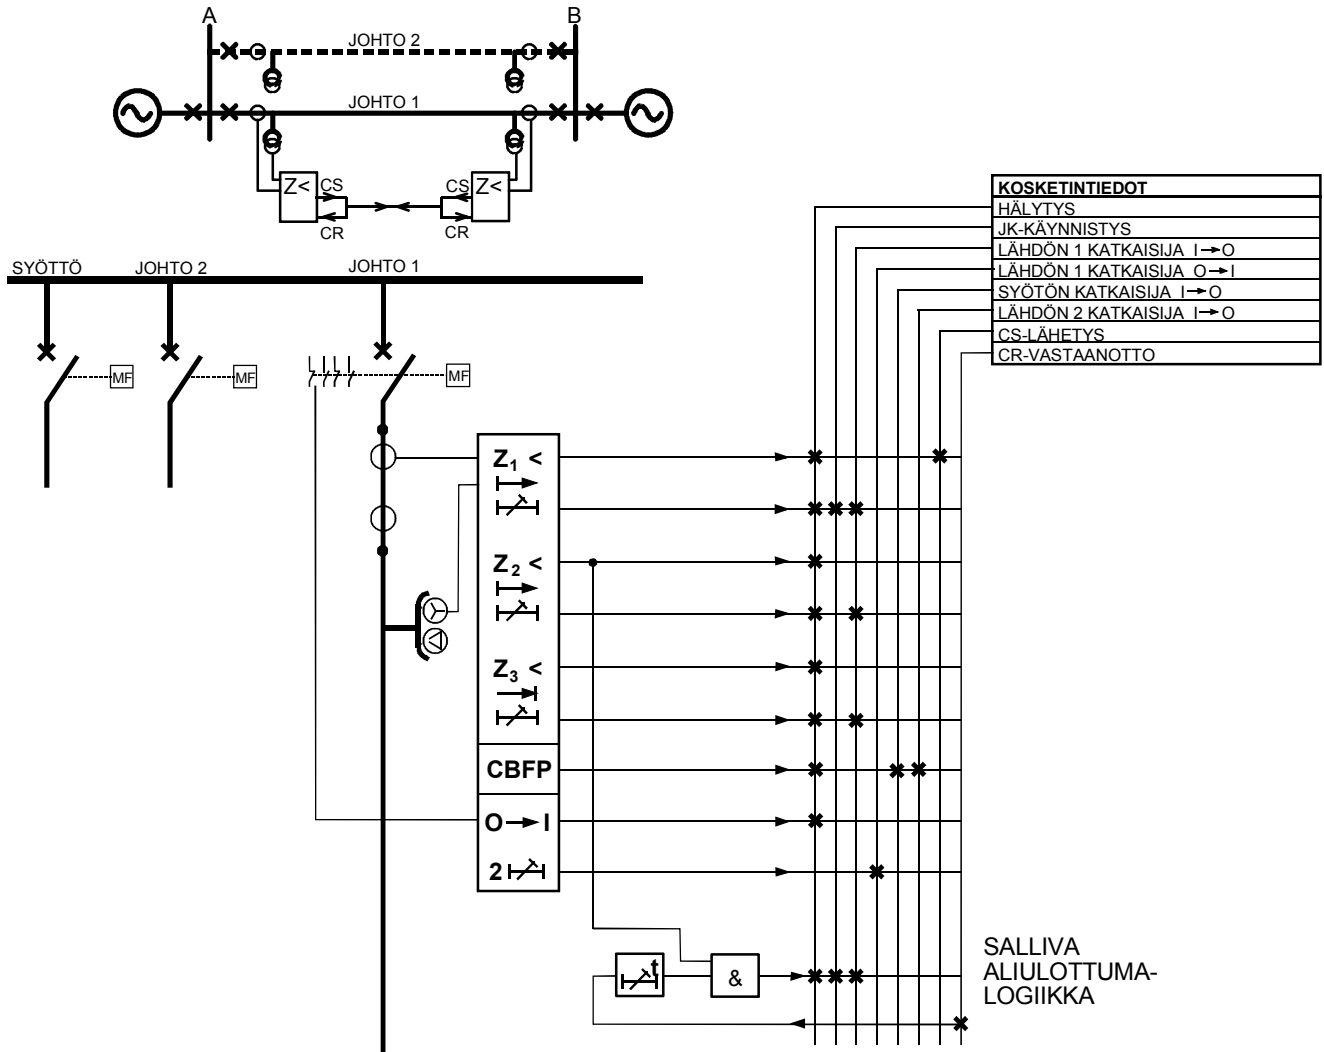 A
B
JOHTO 2
JOHTO 1
Z<
CS
CR
CS
Z<
CR
KOSKETINTIEDOT
HÄLYTYS
JK-KÄYNNISTYS
LÄHDÖN 1 KATKAISIJA I→O
LÄHDÖN 1 KATKAISIJA O→I
SYÖTÖN KATKAISIJA I→O
LÄHDÖN 2 KATKAISIJA I→O
CS-LÄHETYS
CR-VASTAANOTTO
SYÖTTÖ
JOHTO 2
JOHTO 1
MF
MF
MF
Z₁ <
Z₂ <
Z₃ <
CBFP
O→I
2
t
&
SALLIVA
ALIULOTTUMA-
LOGIIKKA